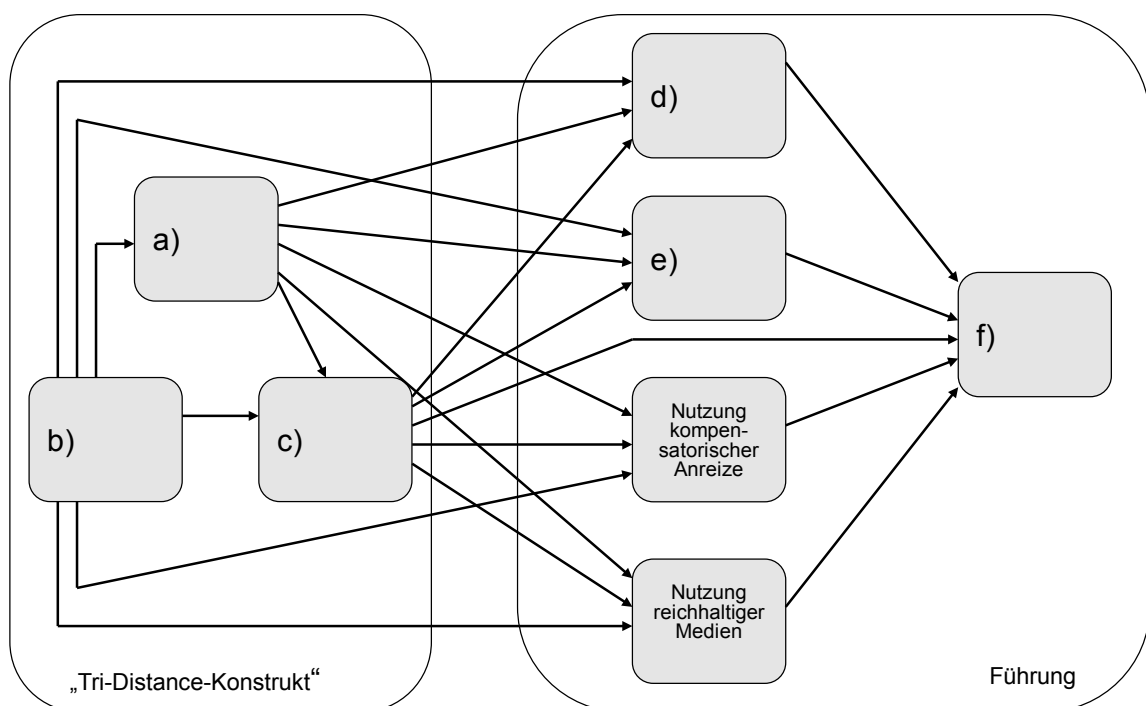 d)
a)
e)
f)
b)
c)
Nutzung
kompen-
satorischer
Anreize
Nutzung
reichhaltiger
Medien
„Tri-Distance-Konstrukt“
Führung